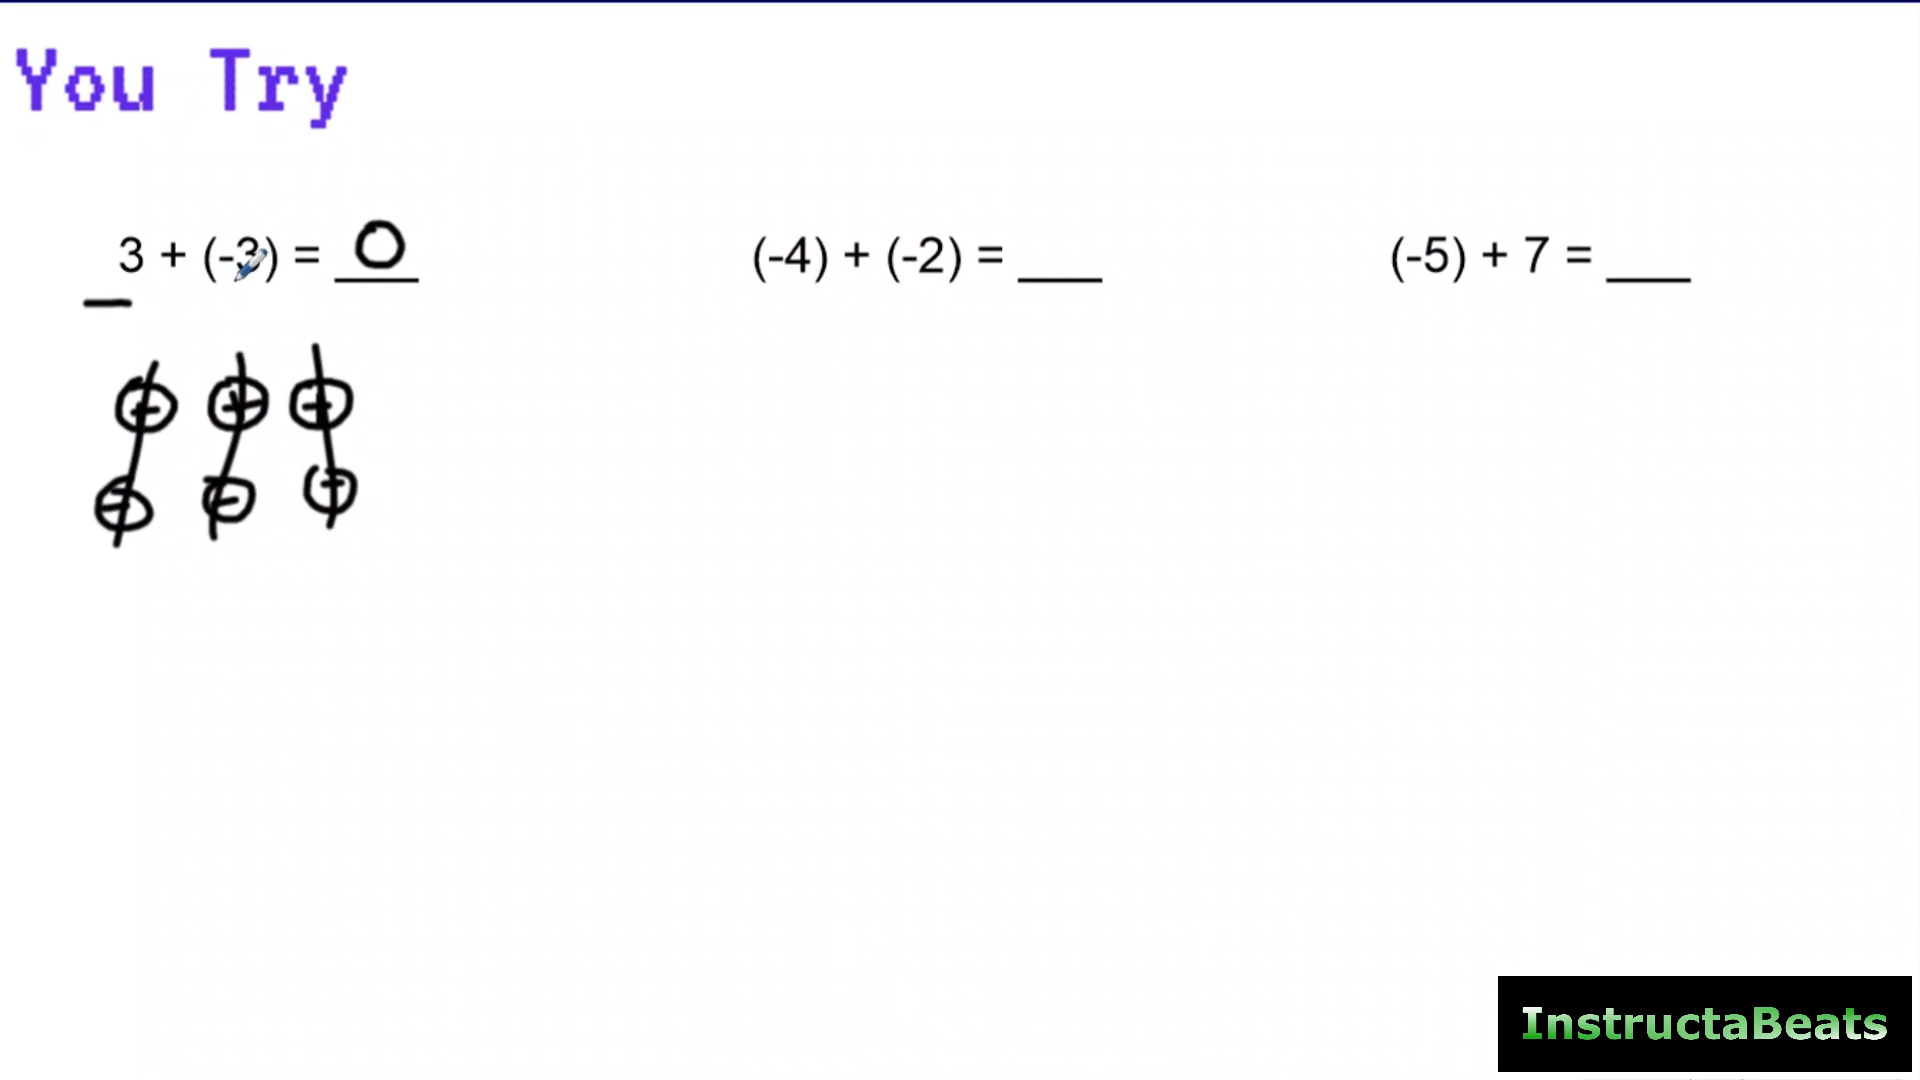 You Try
3 + (-3) = 0
(-4) + (-2) = ___
(-5) + 7 = ___
+ + +
- - -
InstructaBeats